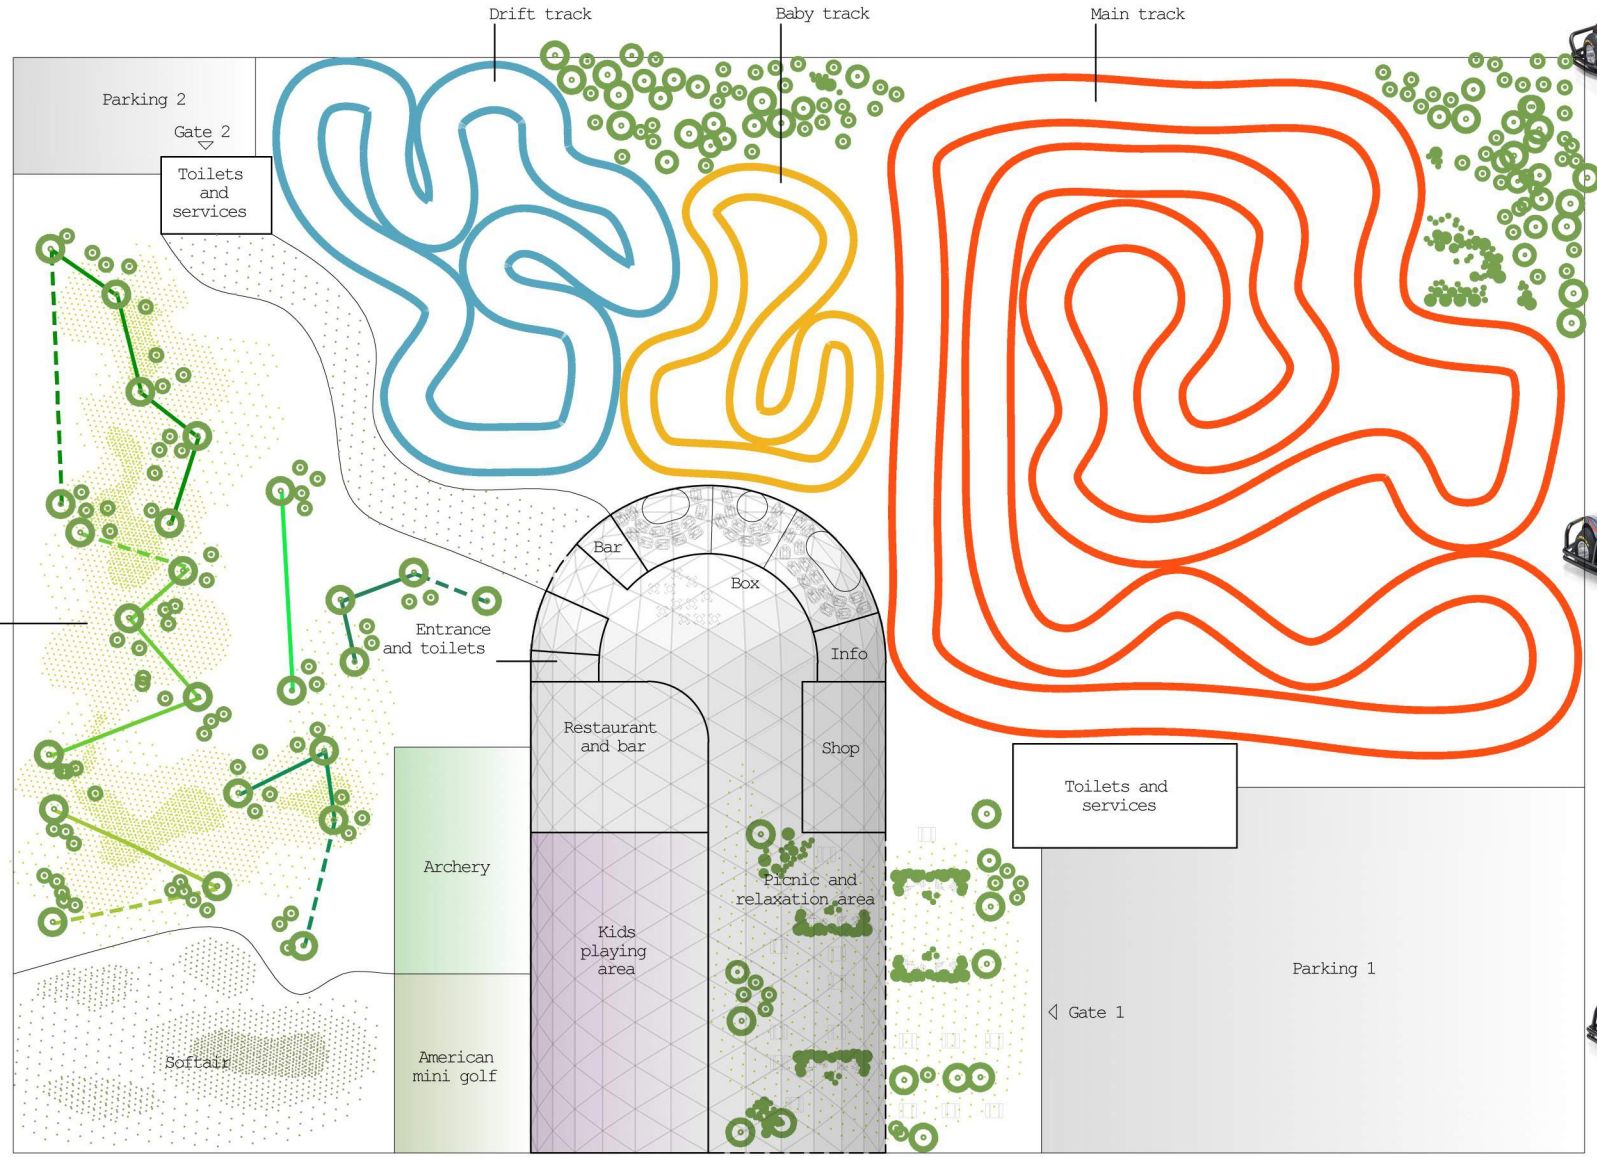 Drift track
Baby track
Main track
Parking 2
Gate 2
Toilets
and
services
Bar
Box
Entrance
and toilets
Info
Restaurant
and bar
Shop
Toilets and
services
Archery
Picnic and
relaxation area
Kids
playing
area
Parking 1
Gate 1
Softair
American
mini golf